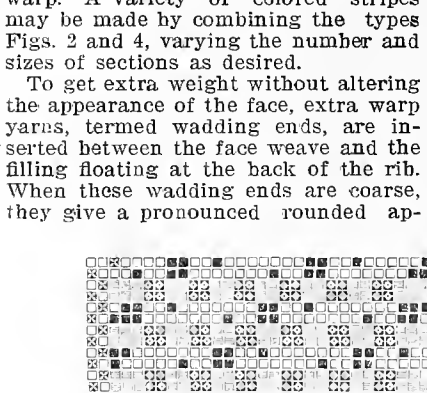 warp. A variety of colored stripes
may be made by combining the types
Figs. 2 and 4, varying the number and
sizes of sections as desired.
To get extra weight without altering
the appearance of the face, extra warp
yarns, termed wadding ends, are in-
serted between the face weave and the
filling floating at the back of the rib.
When these wadding ends are coarse,
they give a pronounced rounded ap-